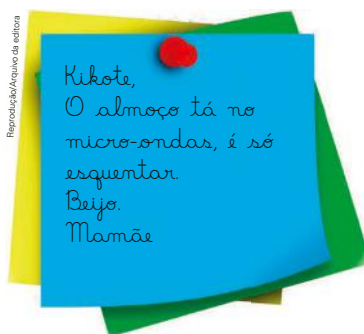 Reprodução/Arquivo da editora
Kikote,
O almoço tá no
micro-ondas, é só
esquentar.
Beijo.
Mamãe